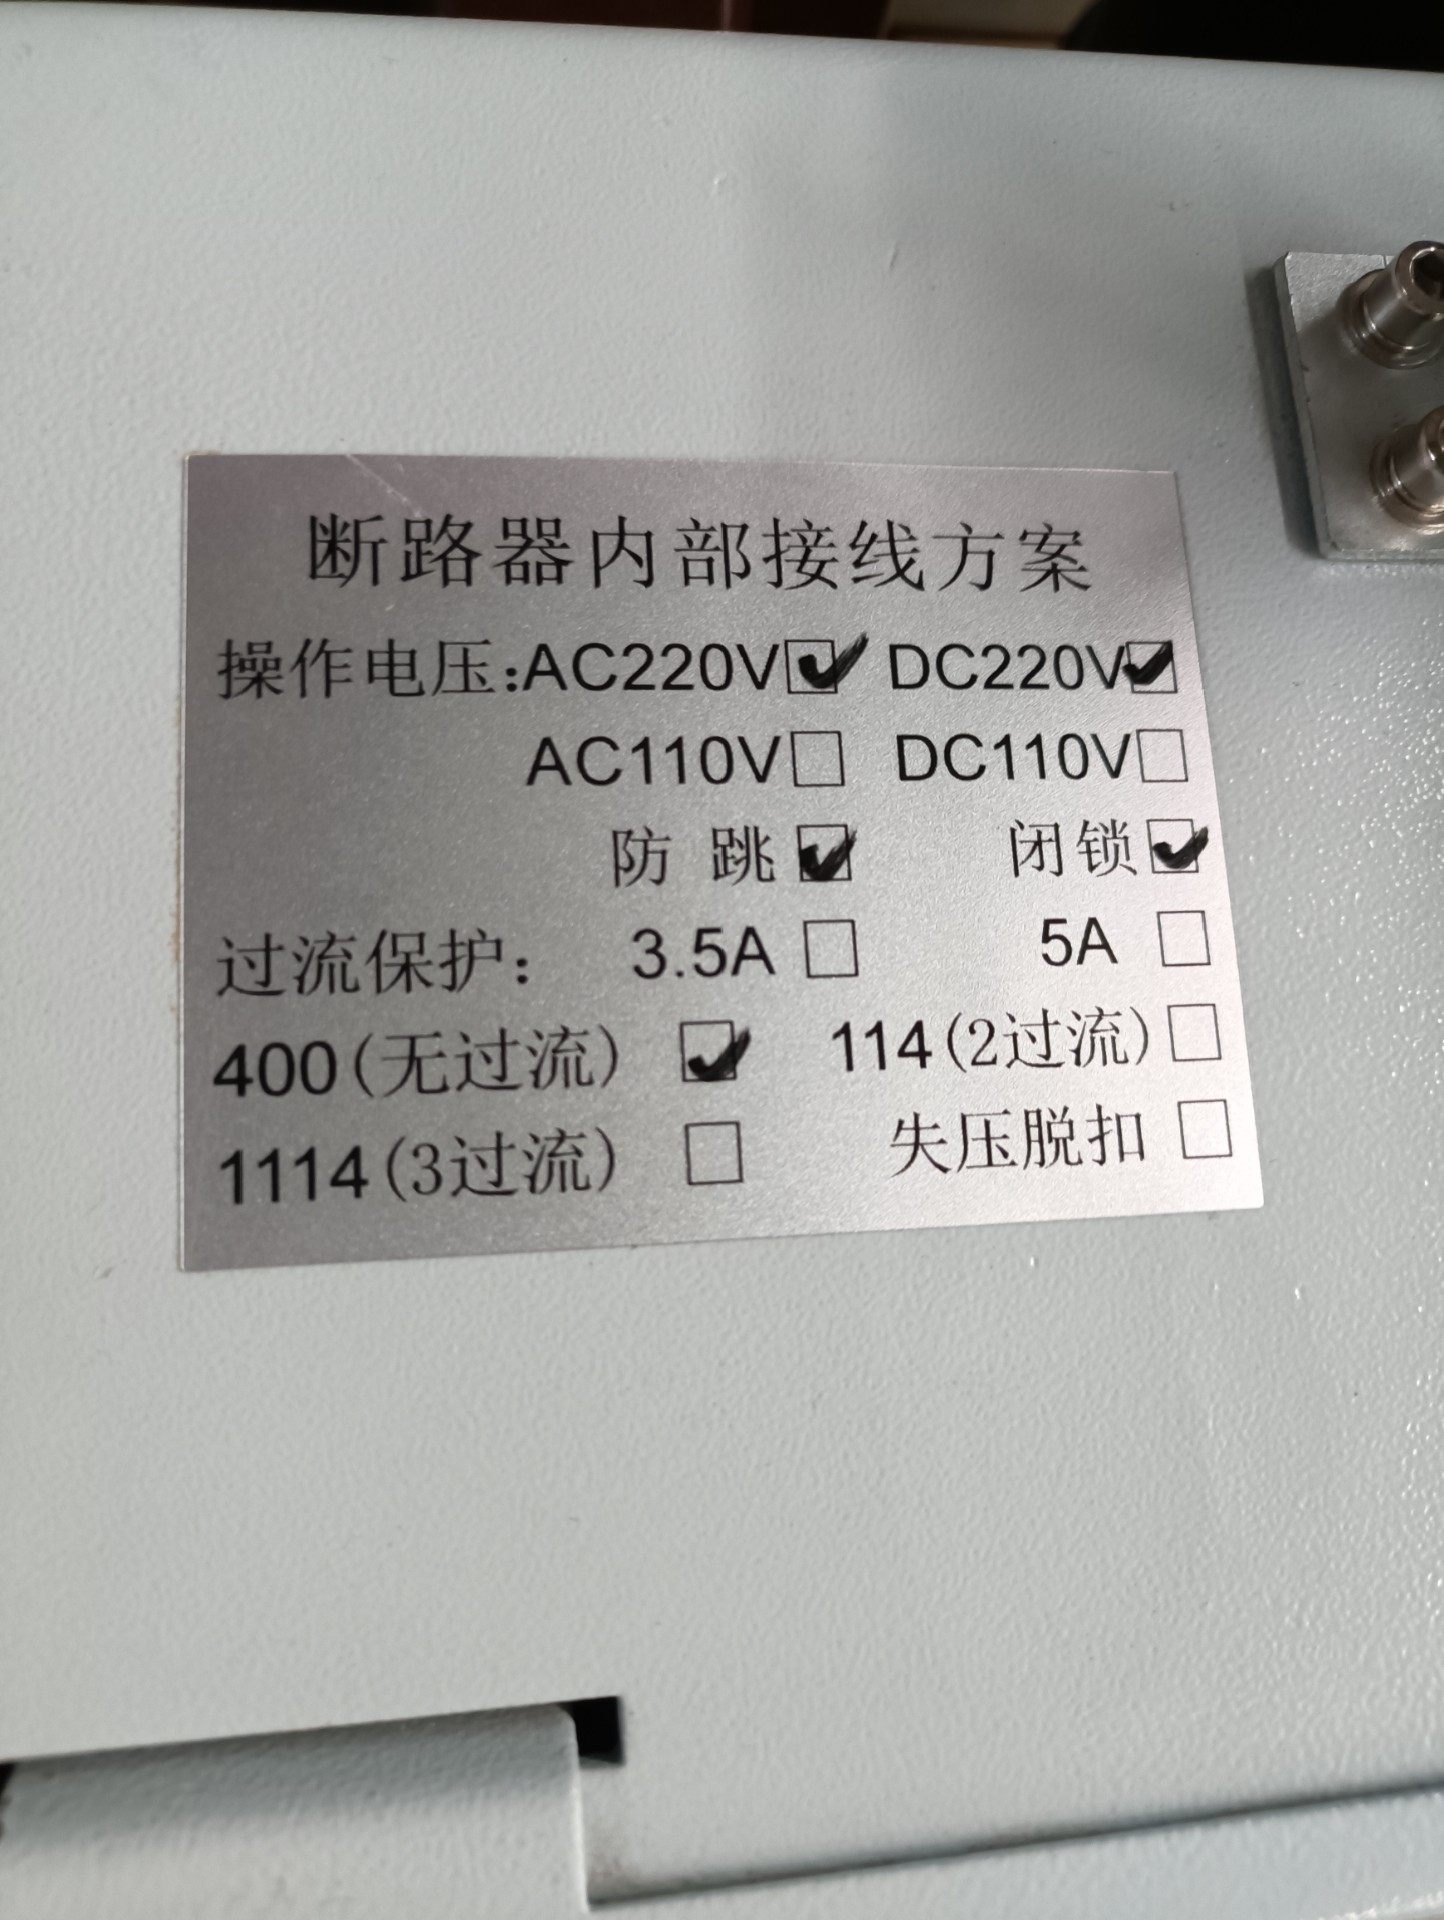 断路器内部接线方案
操作电压:AC220V☑ DC220V☑
AC110V☐ DC110V☐
防 跳☑ 闭锁☑
过流保护: 3.5A☐ 5A☐
400(无过流)☑ 114(2过流)☐
1114(3过流)☐ 失压脱扣☐